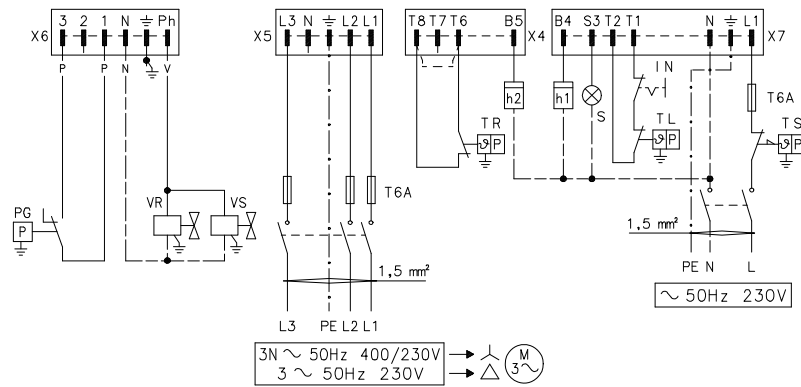 3 2 1 N Ph
X6
P P N V
PG
P
VR VS
L3 N L2 L1
X5
T6A
1,5 mm²
L3 PE L2 L1
3N ~ 50Hz 400/230V
3 ~ 50Hz 230V
M
3~
T8 T7 T6 B5
X4
h2
TR
ϑ P
B4 S3 T2 T1 N L1
X7
IN
h1
S
TL
ϑ P
T6A
TS
ϑ P
1,5 mm²
PE N L
~ 50Hz 230V